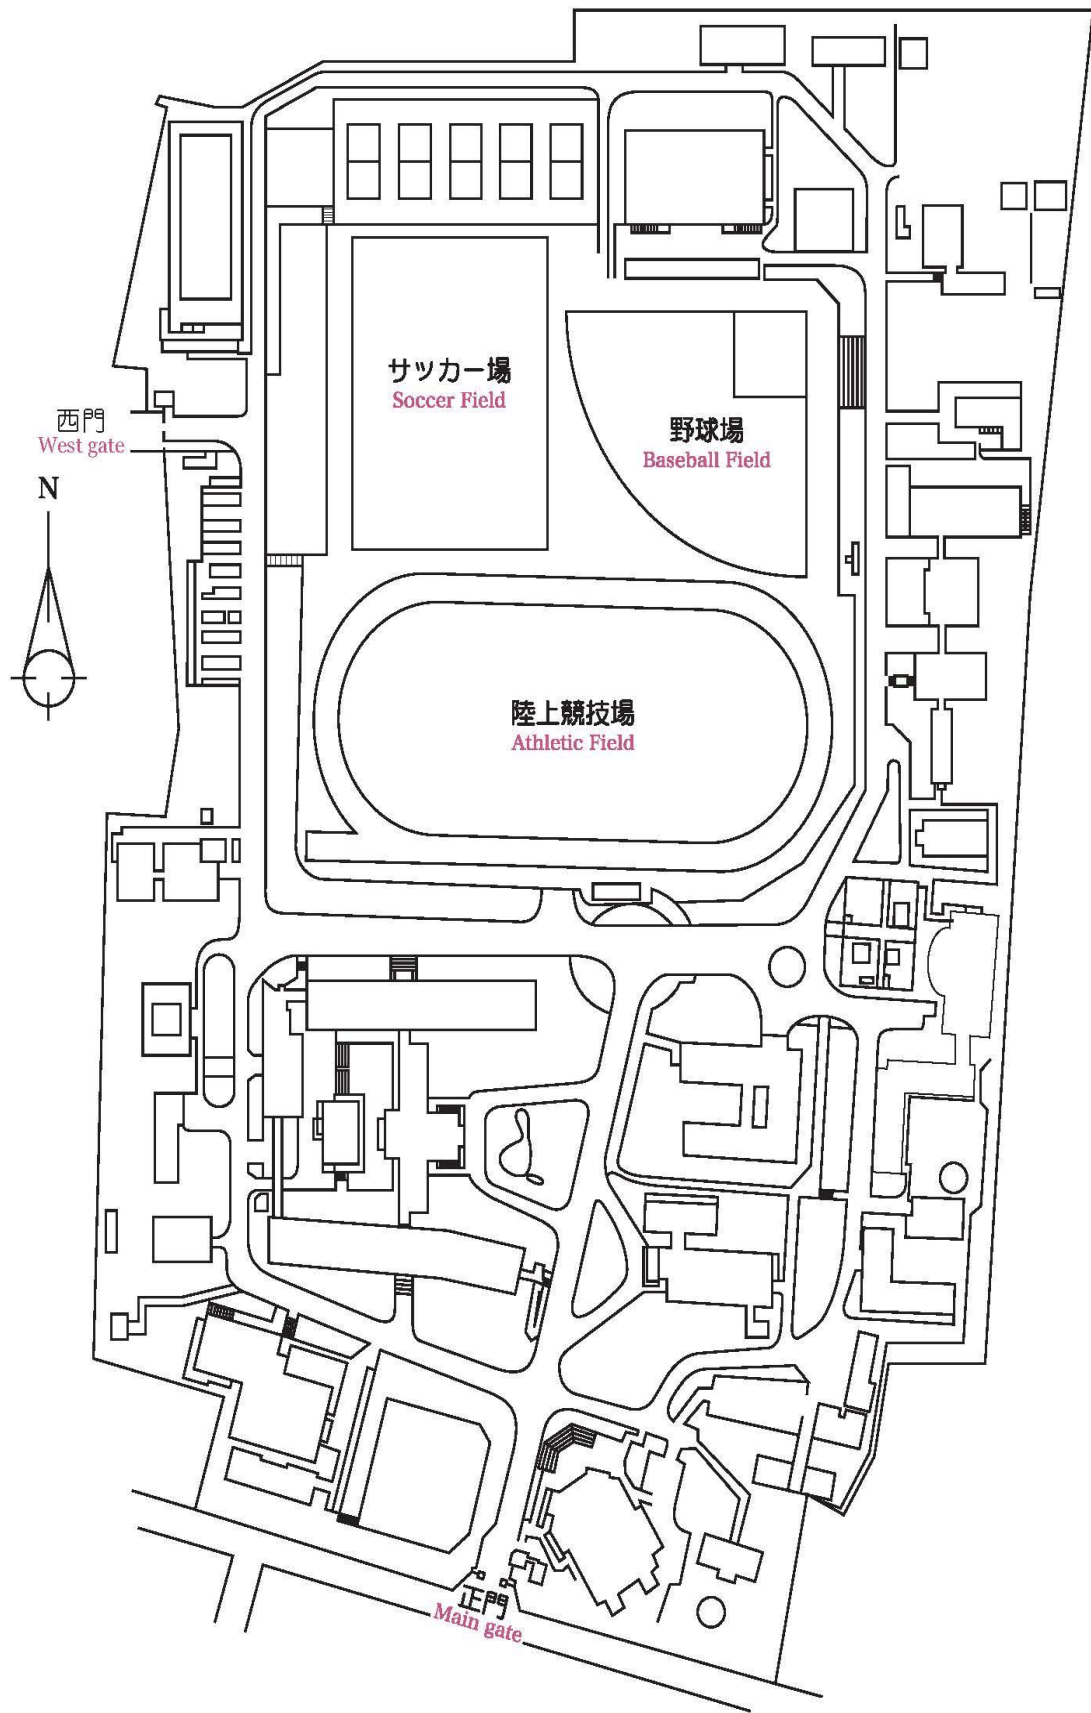 サッカー場
Soccer Field
野球場
Baseball Field
西門
West gate
N
陸上競技場
Athletic Field
正門
Main gate